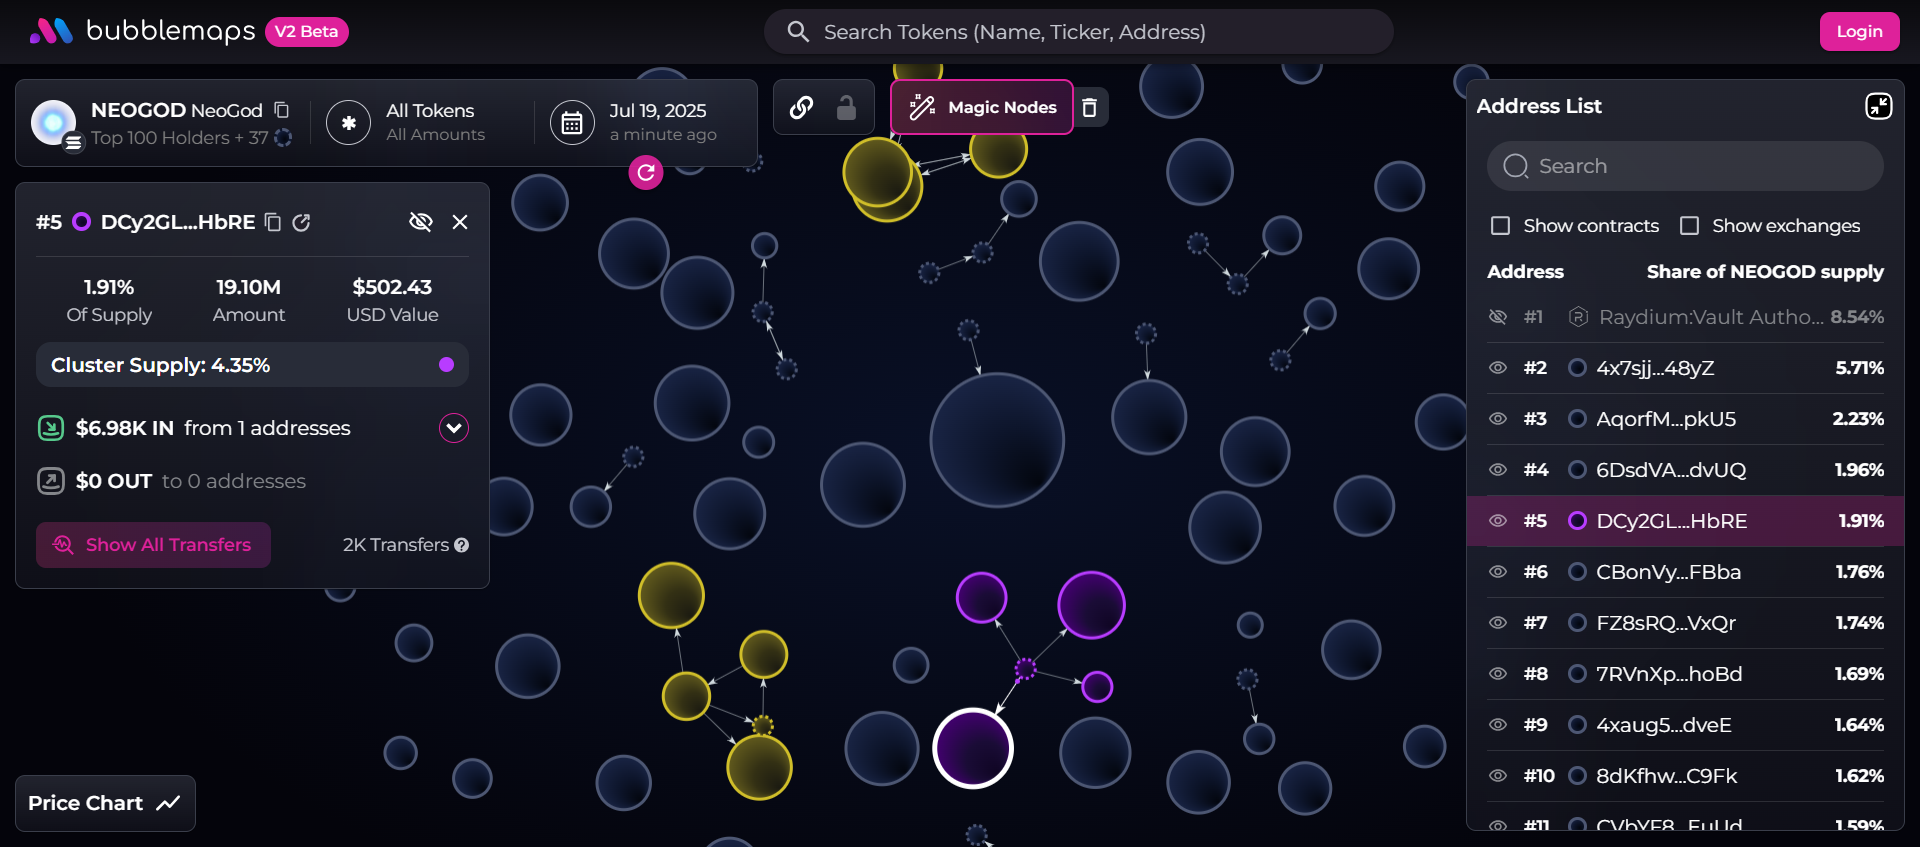 bubblemaps V2 Beta
Search Tokens (Name, Ticker, Address)
Login
NEOGOD NeoGod
Top 100 Holders + 37
All Tokens
All Amounts
Jul 19, 2025
a minute ago
Magic Nodes
#5 DCy2GL...HbRE
1.91% 19.10M $502.43
Of Supply Amount USD Value
Cluster Supply: 4.35%
$6.98K IN from 1 addresses
$0 OUT to 0 addresses
Show All Transfers 2K Transfers ?
Price Chart
Address List
Search
Show contracts Show exchanges
Address Share of NEOGOD supply
#1 Raydium:Vault Autho... 8.54%
#2 4x7sjj...48yZ 5.71%
#3 AqorfM...pkU5 2.23%
#4 6DsdVA...dvUQ 1.96%
#5 DCy2GL...HbRE 1.91%
#6 CBonVy...FBba 1.76%
#7 FZ8sRQ...VxQr 1.74%
#8 7RVnXp...hoBd 1.69%
#9 4xaug5...dveE 1.64%
#10 8dKfhw...C9Fk 1.62%
#11 1.59%